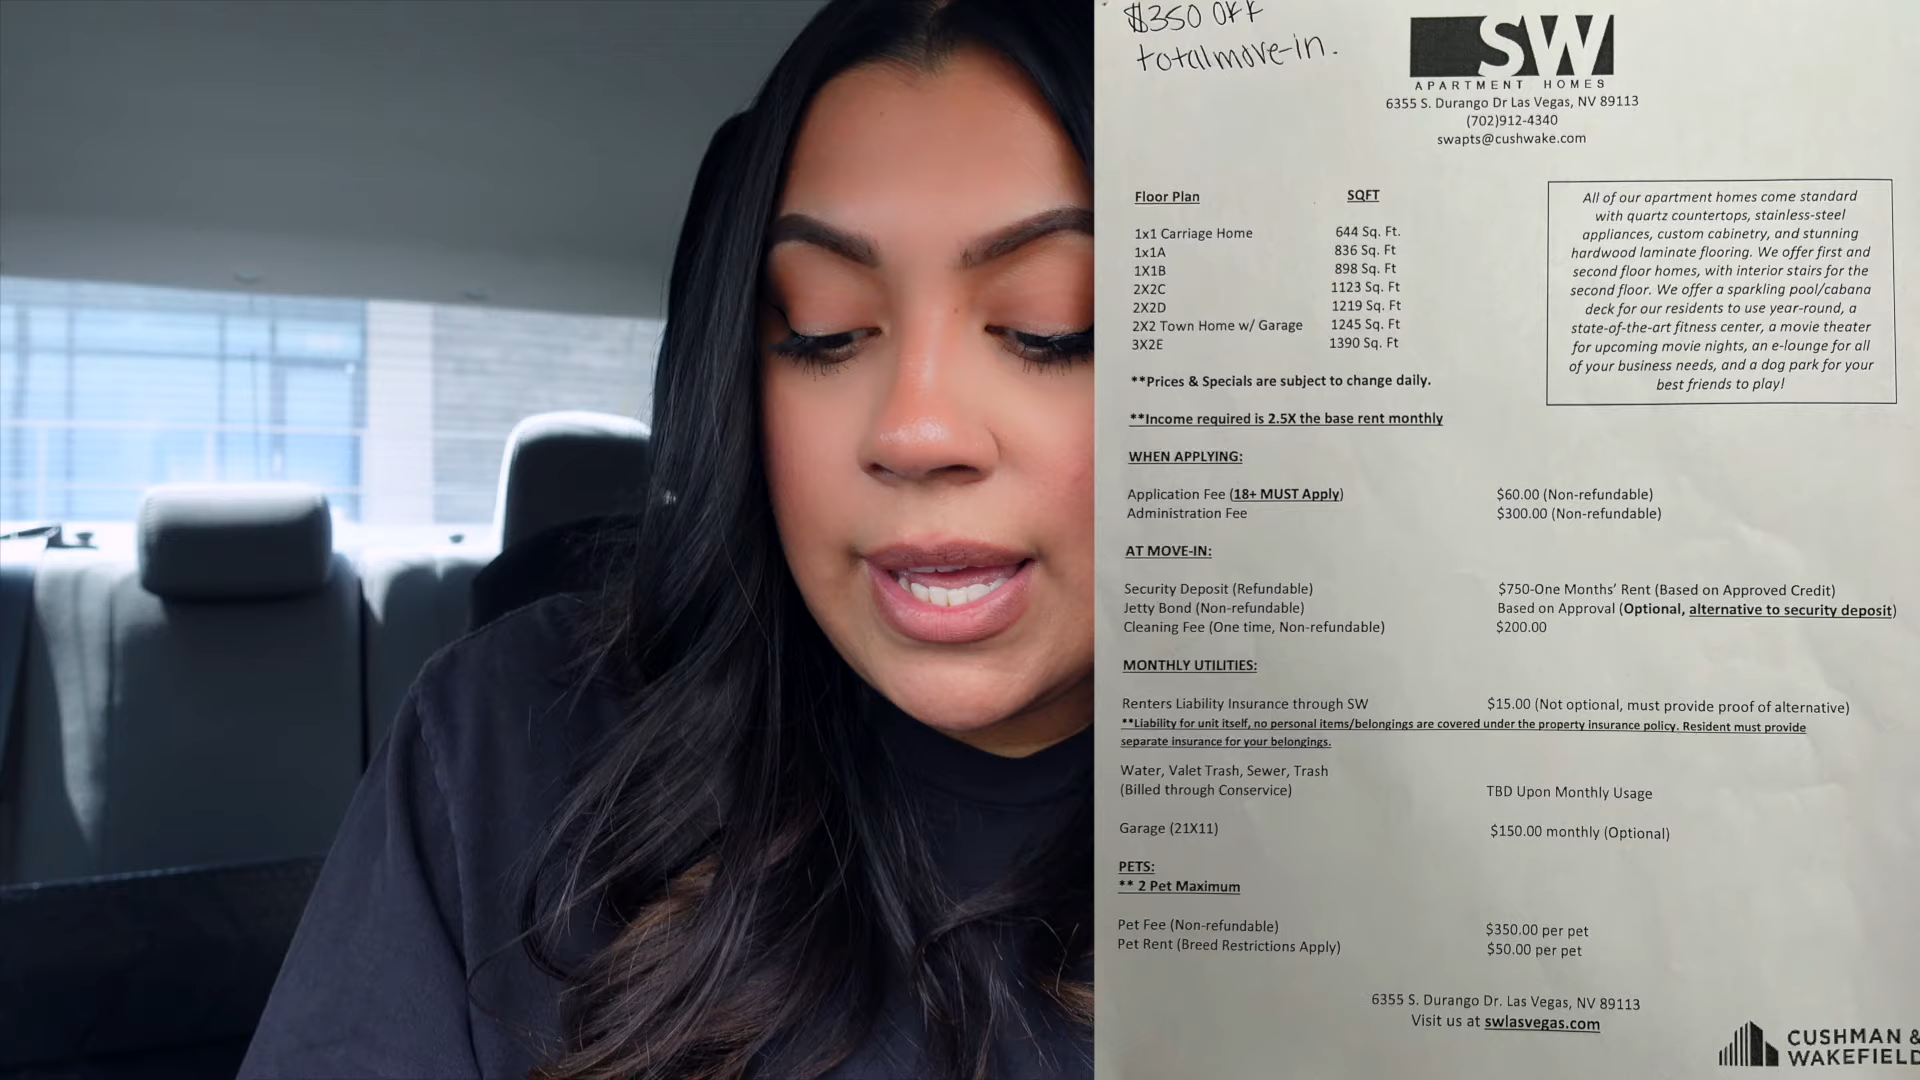 $350 OFF
total move-in.
SW
APARTMENT HOMES
6355 S. Durango Dr Las Vegas, NV 89113
(702)912-4340
swapts@cushwake.com
Floor Plan SQFT
1x1 Carriage Home 644 Sq. Ft.
1x1A 836 Sq. Ft
1X1B 898 Sq. Ft
2X2C 1123 Sq. Ft
2X2D 1219 Sq. Ft
2X2 Town Home w/ Garage 1245 Sq. Ft
3X2E 1390 Sq. Ft
All of our apartment homes come standard
with quartz countertops, stainless-steel
appliances, custom cabinetry, and stunning
hardwood laminate flooring. We offer first and
second floor homes, with interior stairs for the
second floor. We offer a sparkling pool/cabana
deck for our residents to use year-round, a
state-of-the-art fitness center, a movie theater
for upcoming movie nights, an e-lounge for all
of your business needs, and a dog park for your
best friends to play!
**Prices & Specials are subject to change daily.
**Income required is 2.5X the base rent monthly
WHEN APPLYING:
Application Fee (18+ MUST Apply) $60.00 (Non-refundable)
Administration Fee $300.00 (Non-refundable)
AT MOVE-IN:
Security Deposit (Refundable) $750-One Months' Rent (Based on Approved Credit)
Jetty Bond (Non-refundable) Based on Approval (Optional, alternative to security deposit)
Cleaning Fee (One time, Non-refundable) $200.00
MONTHLY UTILITIES:
Renters Liability Insurance through SW $15.00 (Not optional, must provide proof of alternative)
**Liability for unit itself, no personal items/belongings are covered under the property insurance policy. Resident must provide
separate insurance for your belongings.
Water, Valet Trash, Sewer, Trash
(Billed through Conservice) TBD Upon Monthly Usage
Garage (21X11) $150.00 monthly (Optional)
PETS:
** 2 Pet Maximum
Pet Fee (Non-refundable) $350.00 per pet
Pet Rent (Breed Restrictions Apply) $50.00 per pet
6355 S. Durango Dr. Las Vegas, NV 89113
Visit us at swlasvegas.com
CUSHMAN &
WAKEFIELD